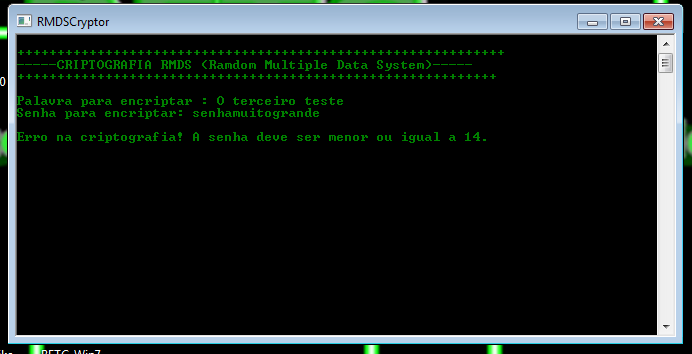 RMDSCryptor
++++++++++++++++++++++++++++++++++++++++++++++++++++++++++++++
-----CRIPTOGRAFIA RMDS (Ramdom Multiple Data System)-----
+++++++++++++++++++++++++++++++++++++++++++++++++++++++++++++
Palavra para encriptar : O terceiro teste
Senha para encriptar: senhamuitogrande
Erro na criptografia! A senha deve ser menor ou igual a 14.